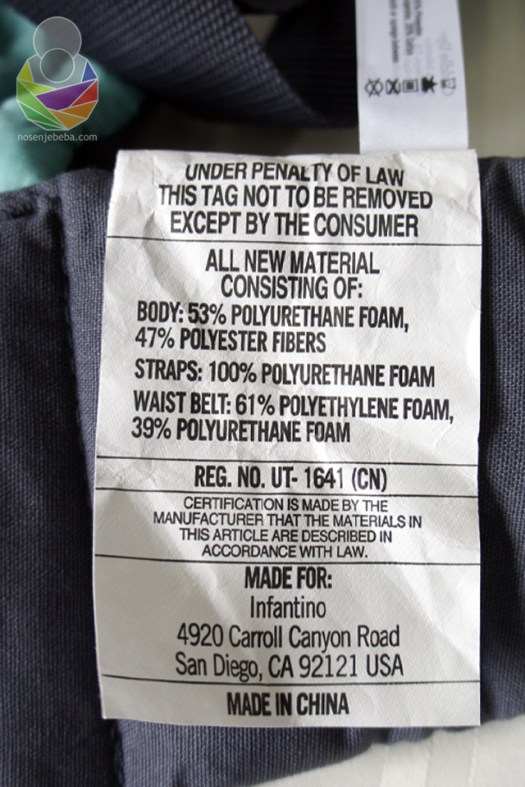 nosenjebeba.com
UNDER PENALTY OF LAW
THIS TAG NOT TO BE REMOVED
EXCEPT BY THE CONSUMER
ALL NEW MATERIAL
CONSISTING OF:
BODY: 53% POLYURETHANE FOAM,
47% POLYESTER FIBERS
STRAPS: 100% POLYURETHANE FOAM
WAIST BELT: 61% POLYETHYLENE FOAM,
39% POLYURETHANE FOAM
REG. NO. UT- 1641 (CN)
CERTIFICATION IS MADE BY THE
MANUFACTURER THAT THE MATERIALS IN
THIS ARTICLE ARE DESCRIBED IN
ACCORDANCE WITH LAW.
MADE FOR:
Infantino
4920 Carroll Canyon Road
San Diego, CA 92121 USA
MADE IN CHINA